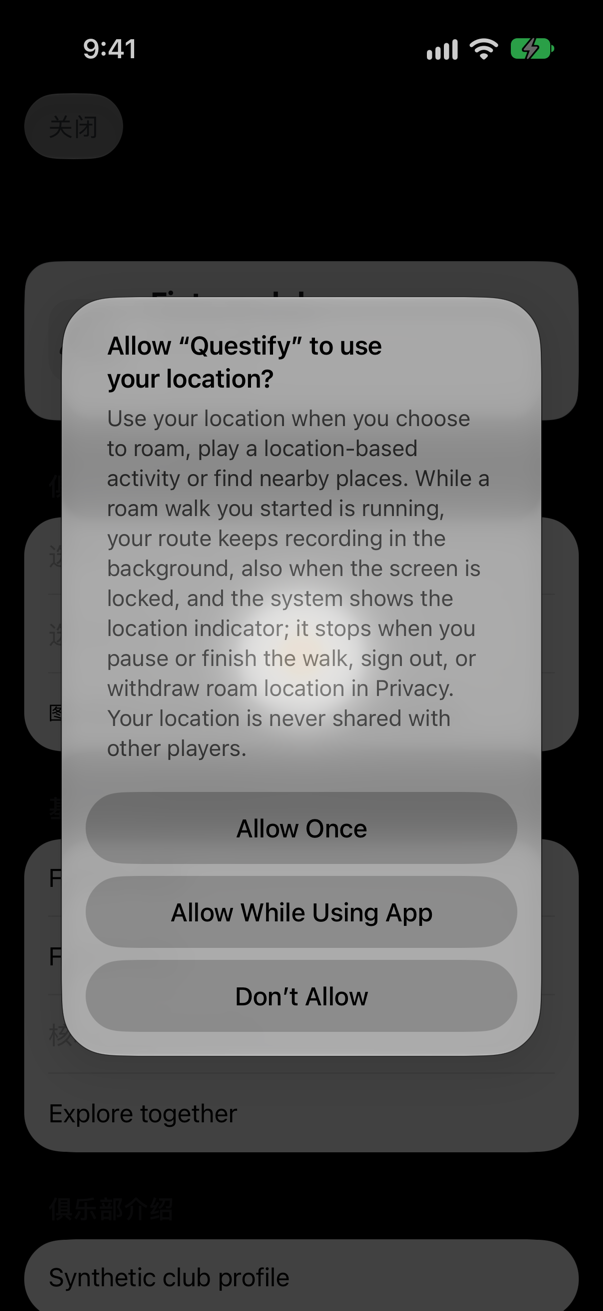 9:41
关闭
Allow “Questify” to use
your location?
Use your location when you choose
to roam, play a location-based
activity or find nearby places. While a
roam walk you started is running,
your route keeps recording in the
background, also when the screen is
locked, and the system shows the
location indicator; it stops when you
pause or finish the walk, sign out, or
withdraw roam location in Privacy.
Your location is never shared with
other players.
Allow Once
Allow While Using App
Don’t Allow
Explore together
俱乐部介绍
Synthetic club profile